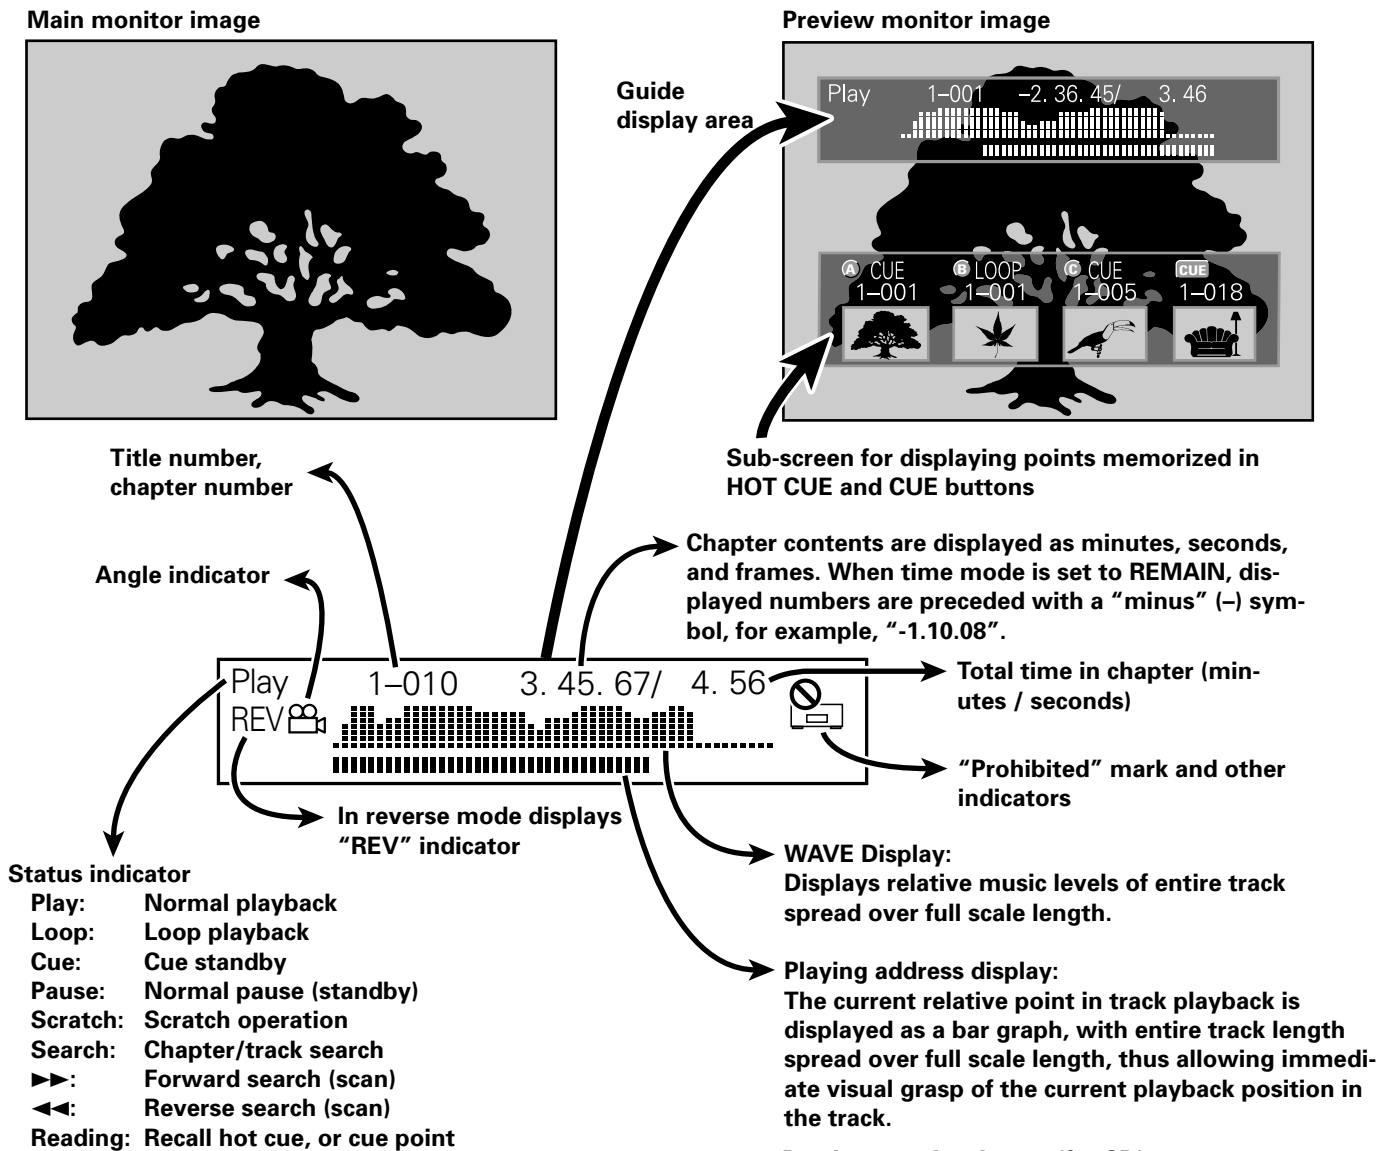 Main monitor image
Preview monitor image
Guide
display area
Play 1–001 –2. 36. 45/ 3. 46
A CUE B LOOP C CUE CUE
1–001 1–001 1–005 1–018
Sub-screen for displaying points memorized in
HOT CUE and CUE buttons
Title number,
chapter number
Angle indicator
Chapter contents are displayed as minutes, seconds,
and frames. When time mode is set to REMAIN, dis-
played numbers are preceded with a “minus” (–) sym-
bol, for example, “-1.10.08”.
Play 1–010 3. 45. 67/ 4. 56
REV
Total time in chapter (min-
utes / seconds)
“Prohibited” mark and other
indicators
In reverse mode displays
“REV” indicator
WAVE Display:
Displays relative music levels of entire track
spread over full scale length.
Playing address display:
The current relative point in track playback is
displayed as a bar graph, with entire track length
spread over full scale length, thus allowing immedi-
ate visual grasp of the current playback position in
the track.
Status indicator
Play: Normal playback
Loop: Loop playback
Cue: Cue standby
Pause: Normal pause (standby)
Scratch: Scratch operation
Search: Chapter/track search
►►: Forward search (scan)
◄◄: Reverse search (scan)
Reading: Recall hot cue, or cue point